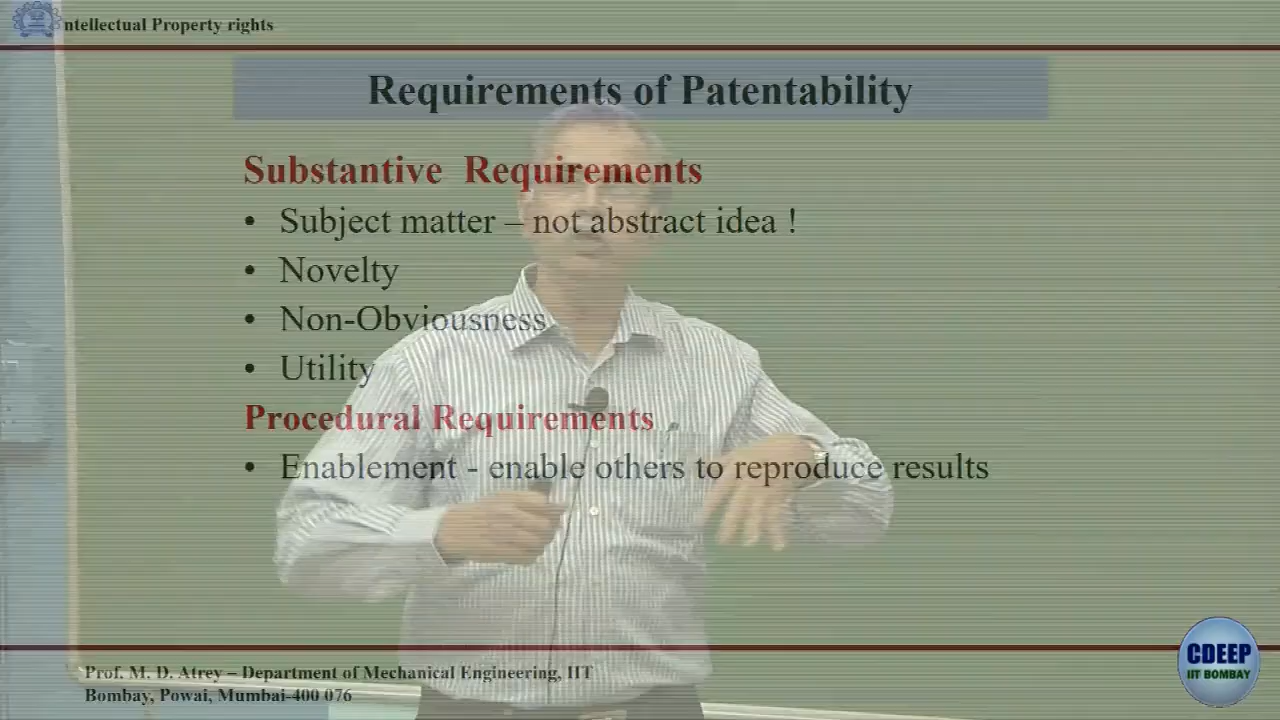 ntellectual Property rights
Requirements of Patentability
Substantive Requirements
• Subject matter – not abstract idea !
• Novelty
• Non-Obviousness
• Utility
Procedural Requirements
• Enablement - enable others to reproduce results
Prof. M. D. Atrey – Department of Mechanical Engineering, IIT
Bombay, Powai, Mumbai-400 076
CDEEP
IIT BOMBAY